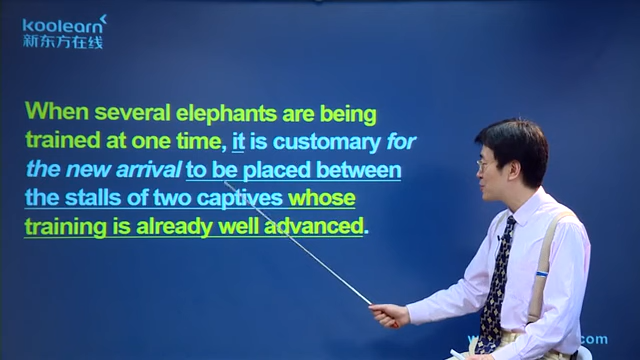 koolearn
新东方在线
When several elephants are being
trained at one time, it is customary for
the new arrival to be placed between
the stalls of two captives whose
training is already well advanced.